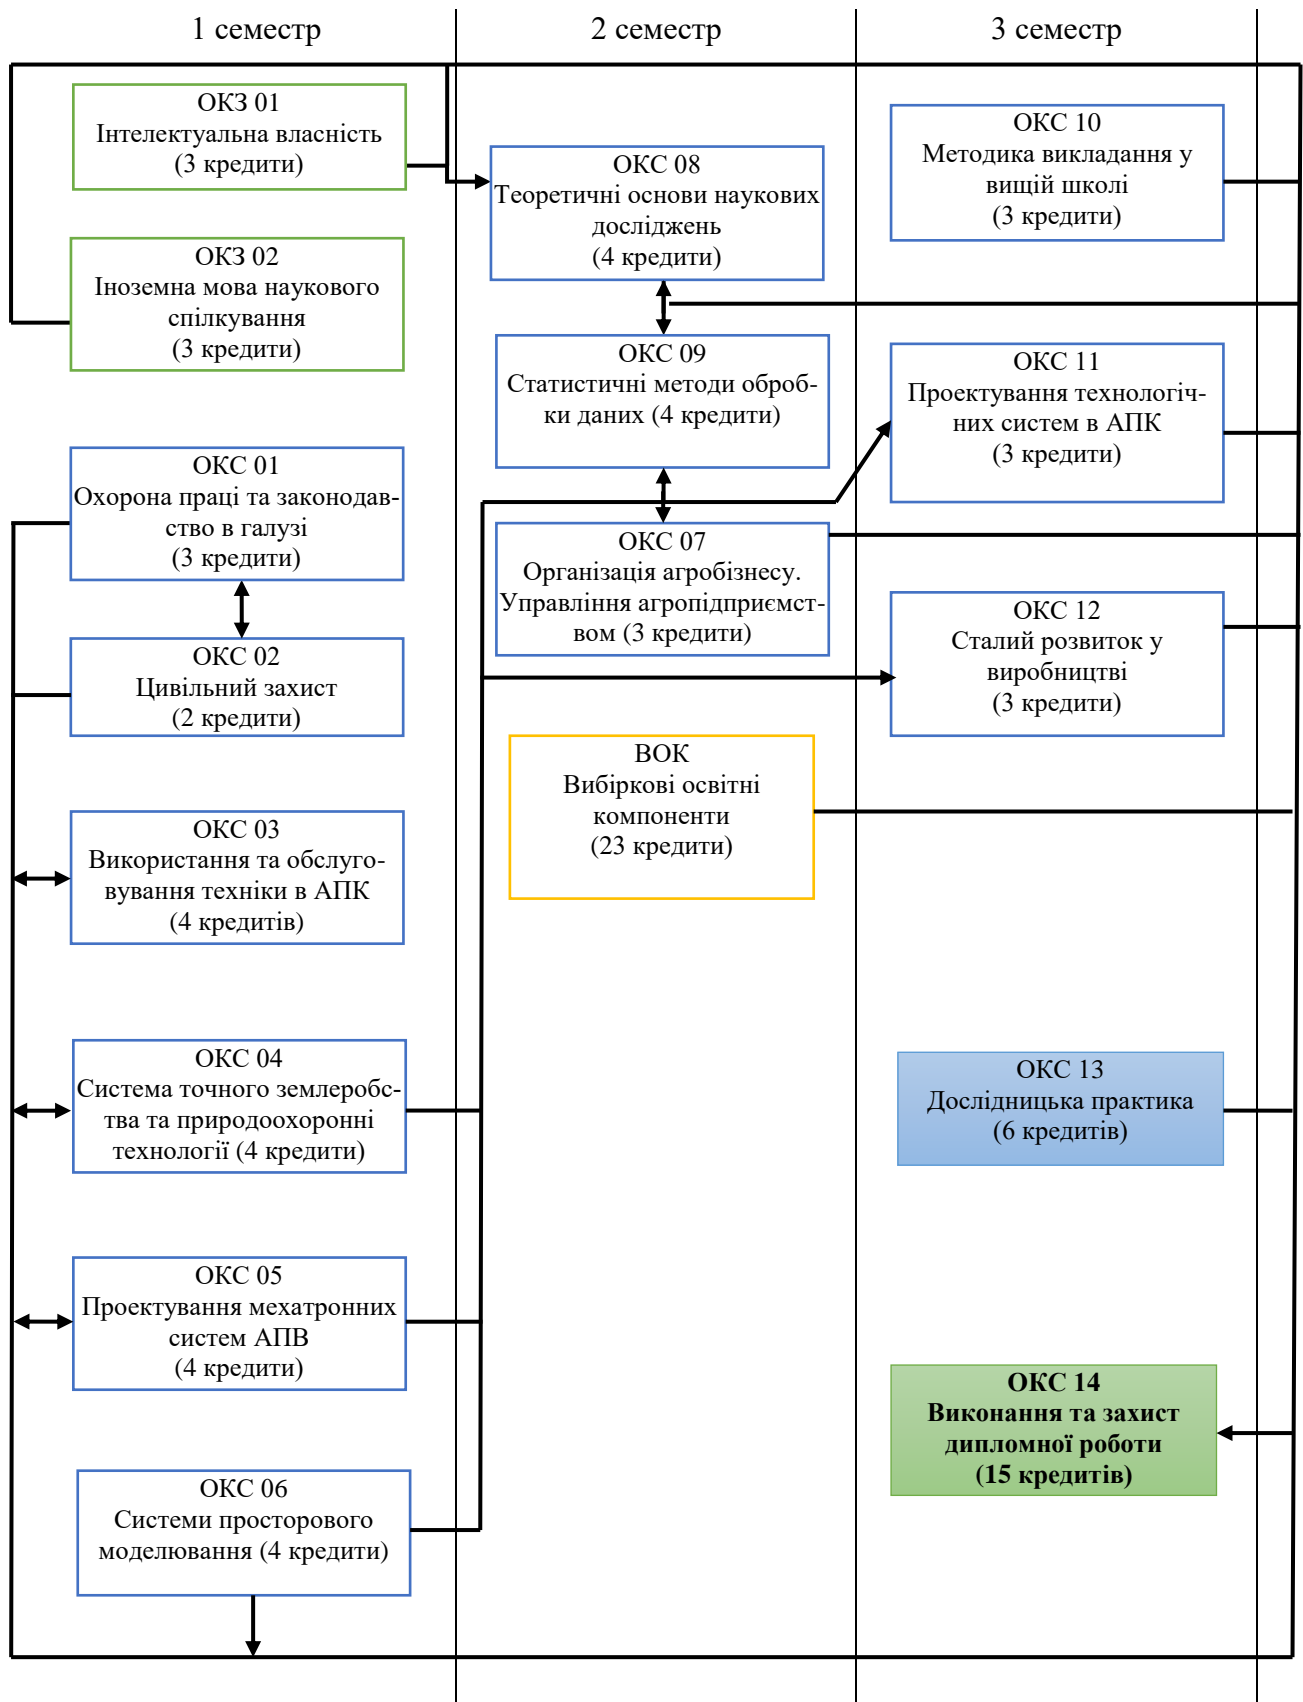 1 семестр
2 семестр
3 семестр
ОКЗ 01
Інтелектуальна власність
(3 кредити)
ОКЗ 02
Іноземна мова наукового
спілкування
(3 кредити)
ОКС 01
Охорона праці та законодав-
ство в галузі
(3 кредити)
ОКС 02
Цивільний захист
(2 кредити)
ОКС 03
Використання та обслуго-
вування техніки в АПК
(4 кредитів)
ОКС 04
Система точного землеробс-
тва та природоохоронні
технології (4 кредити)
ОКС 05
Проектування мехатронних
систем АПВ
(4 кредити)
ОКС 06
Системи просторового
моделювання (4 кредити)
ОКС 08
Теоретичні основи наукових
досліджень
(4 кредити)
ОКС 09
Статистичні методи оброб-
ки даних (4 кредити)
ОКС 07
Організація агробізнесу.
Управління агропідприємст-
вом (3 кредити)
ВОК
Вибіркові освітні
компоненти
(23 кредити)
ОКС 10
Методика викладання у
вищій школі
(3 кредити)
ОКС 11
Проектування технологіч-
них систем в АПК
(3 кредити)
ОКС 12
Сталий розвиток у
виробництві
(3 кредити)
ОКС 13
Дослідницька практика
(6 кредитів)
ОКС 14
Виконання та захист
дипломної роботи
(15 кредитів)